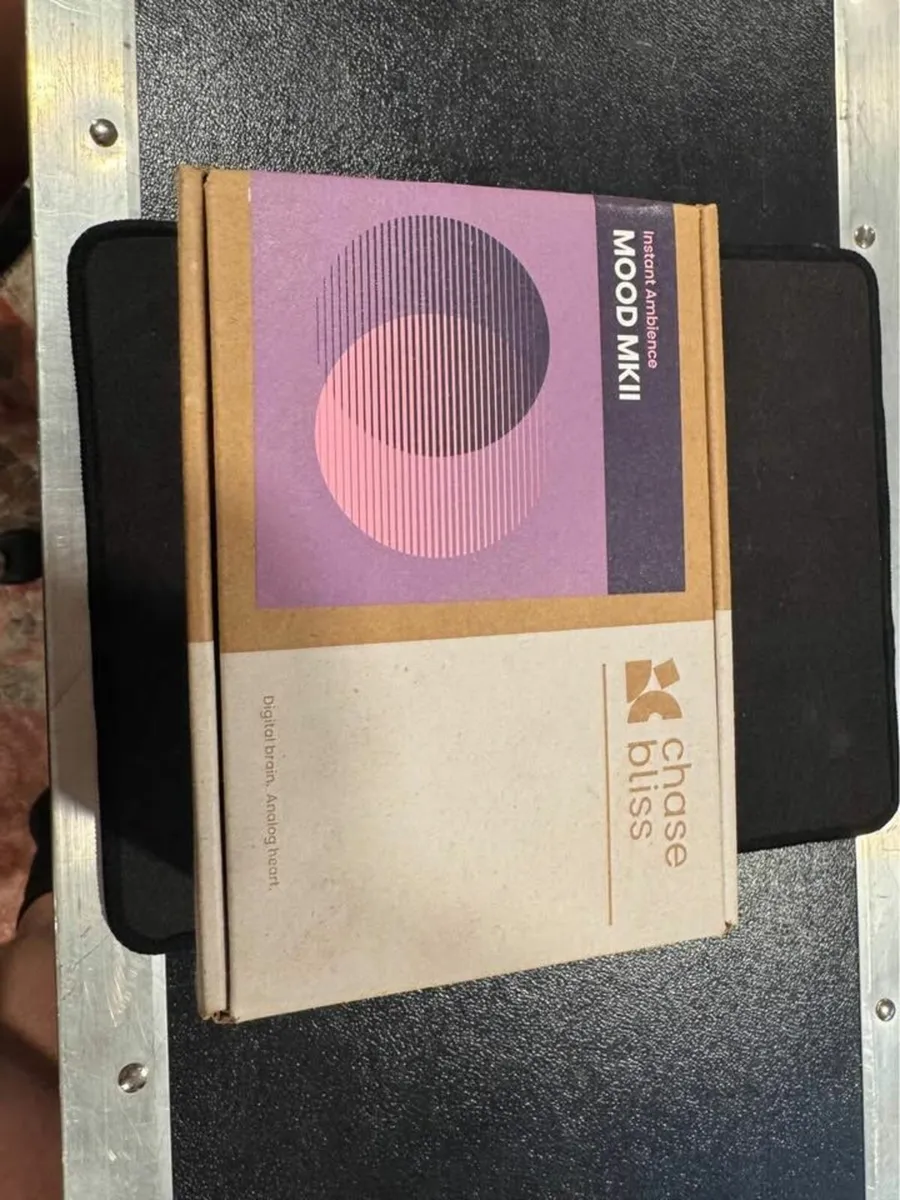 Instant Ambience
MOOD MKII
chase
bliss
Digital brain. Analog heart.